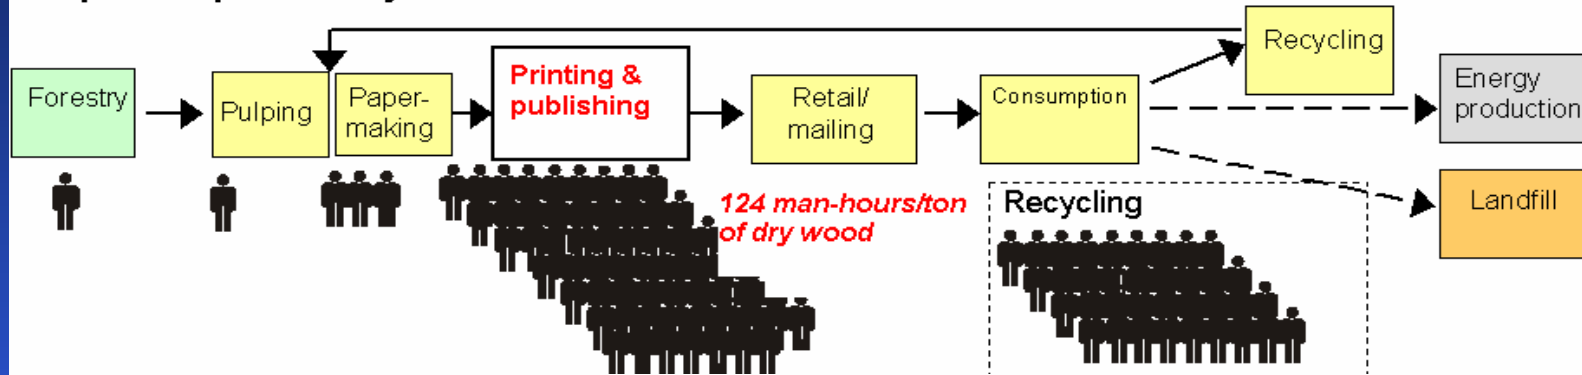 Recycling
Forestry
Pulping
Paper-
making
Printing &
publishing
Retail/
mailing
Consumption
Energy
production
Landfill
124 man-hours/ton
of dry wood
Recycling